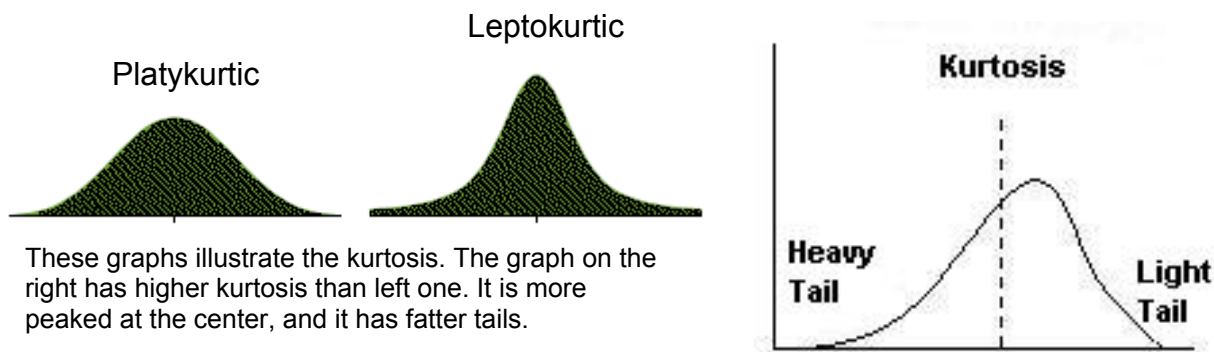 Platykurtic
Leptokurtic
These graphs illustrate the kurtosis. The graph on the
right has higher kurtosis than left one. It is more
peaked at the center, and it has fatter tails.
Kurtosis
Heavy
Tail
Light
Tail